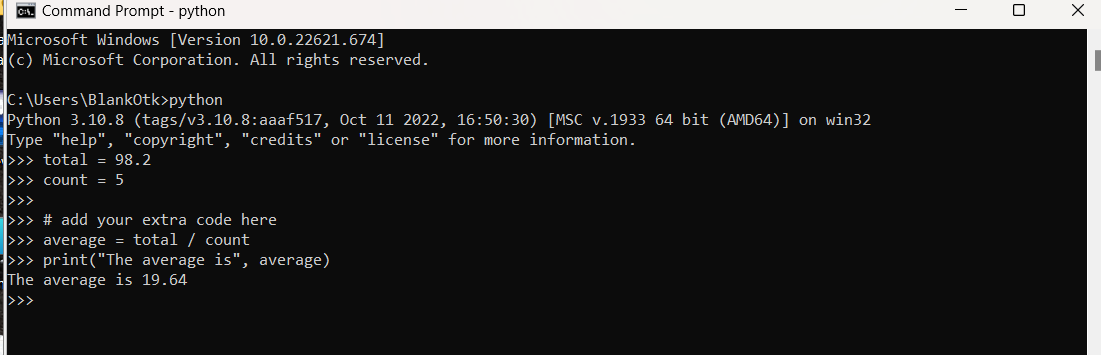 Command Prompt - python
Microsoft Windows [Version 10.0.22621.674]
(c) Microsoft Corporation. All rights reserved.
C:\Users\BlankOtk>python
Python 3.10.8 (tags/v3.10.8:aaaf517, Oct 11 2022, 16:50:30) [MSC v.1933 64 bit (AMD64)] on win32
Type "help", "copyright", "credits" or "license" for more information.
>>> total = 98.2
>>> count = 5
>>>
>>> # add your extra code here
>>> average = total / count
>>> print("The average is", average)
The average is 19.64
>>>